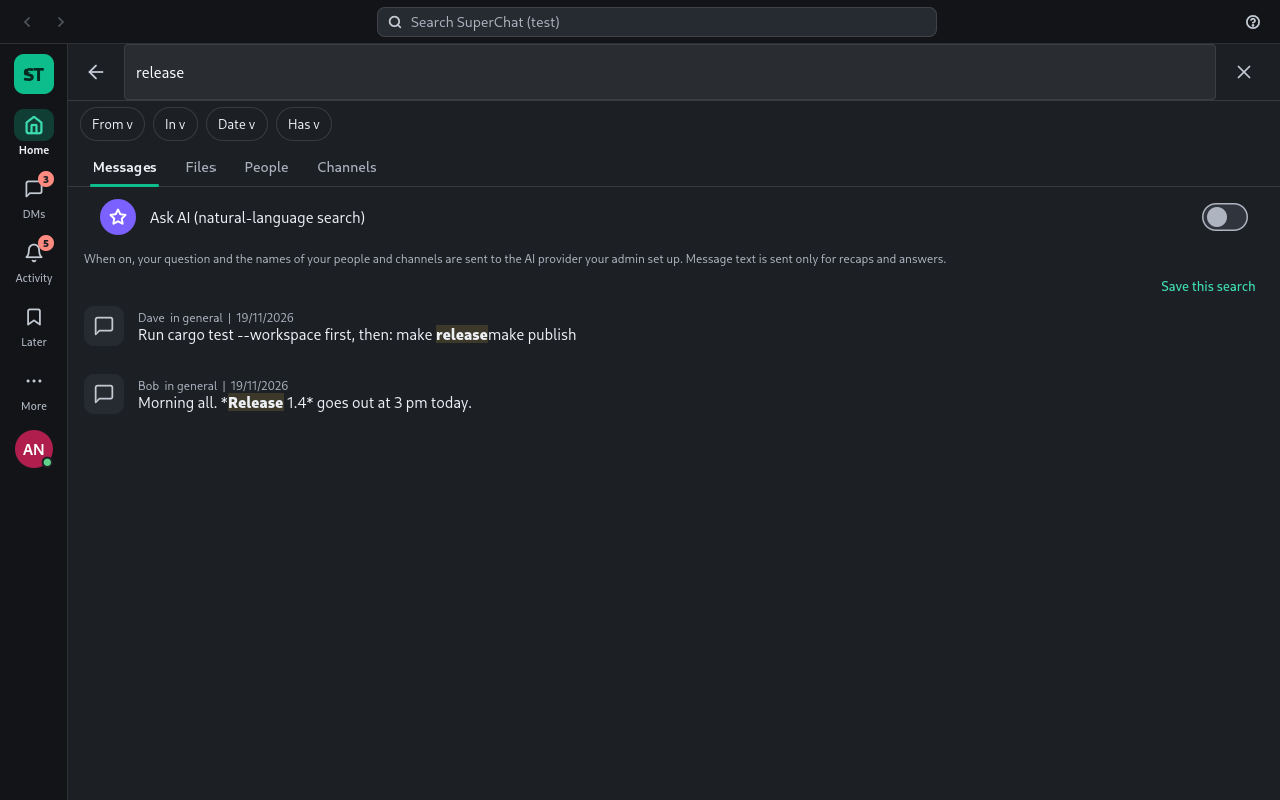 Search SuperChat (test)
ST
release
From v
In v
Date v
Has v
Home
Messages
Files
People
Channels
3
DMs
Ask AI (natural-language search)
5
Activity
When on, your question and the names of your people and channels are sent to the AI provider your admin set up. Message text is sent only for recaps and answers.
Save this search
Later
Dave in general | 19/11/2026
Run cargo test --workspace first, then: make releasemake publish
More
Bob in general | 19/11/2026
Morning all. *Release 1.4* goes out at 3 pm today.
AN